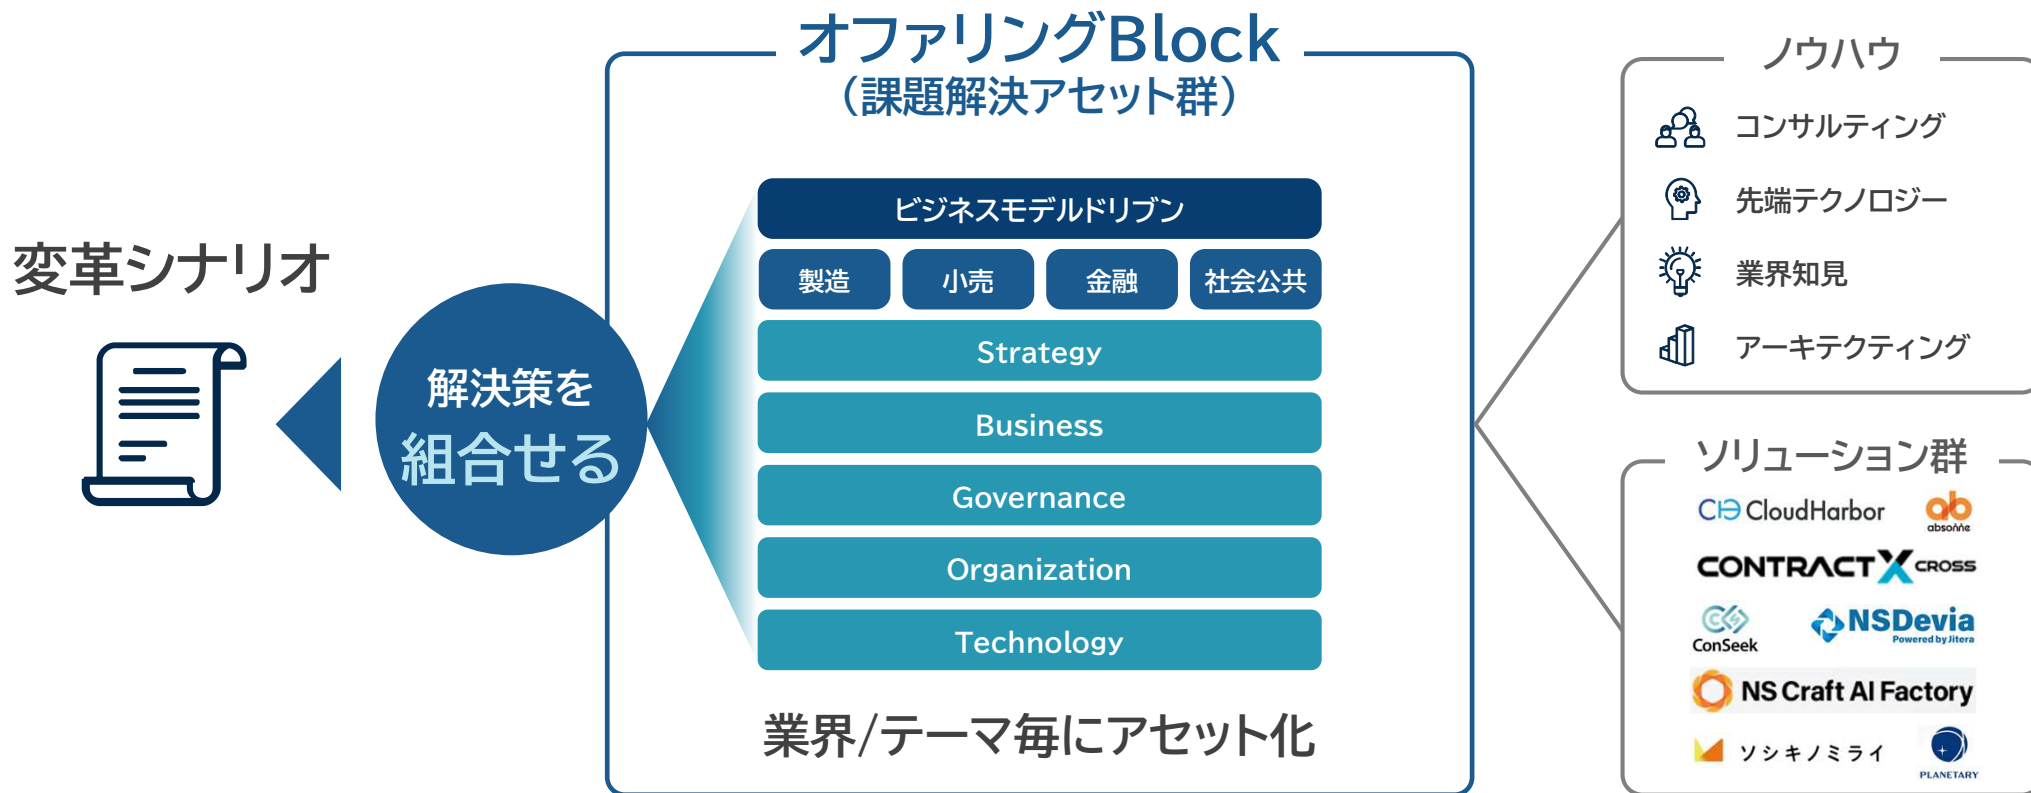 変革シナリオ
解決策を
組合せる
オファリングBlock
（課題解決アセット群）
ビジネスモデルドリブン
製造 小売 金融 社会公共
Strategy
Business
Governance
Organization
Technology
業界/テーマ毎にアセット化
ノウハウ
コンサルティング
先端テクノロジー
業界知見
アーキテクティング
ソリューション群
CloudHarbor
absonne
CONTRACT X CROSS
ConSeek
NSDevia
Powered by Jitera
NS Craft AI Factory
ソシキノミライ
PLANETARY